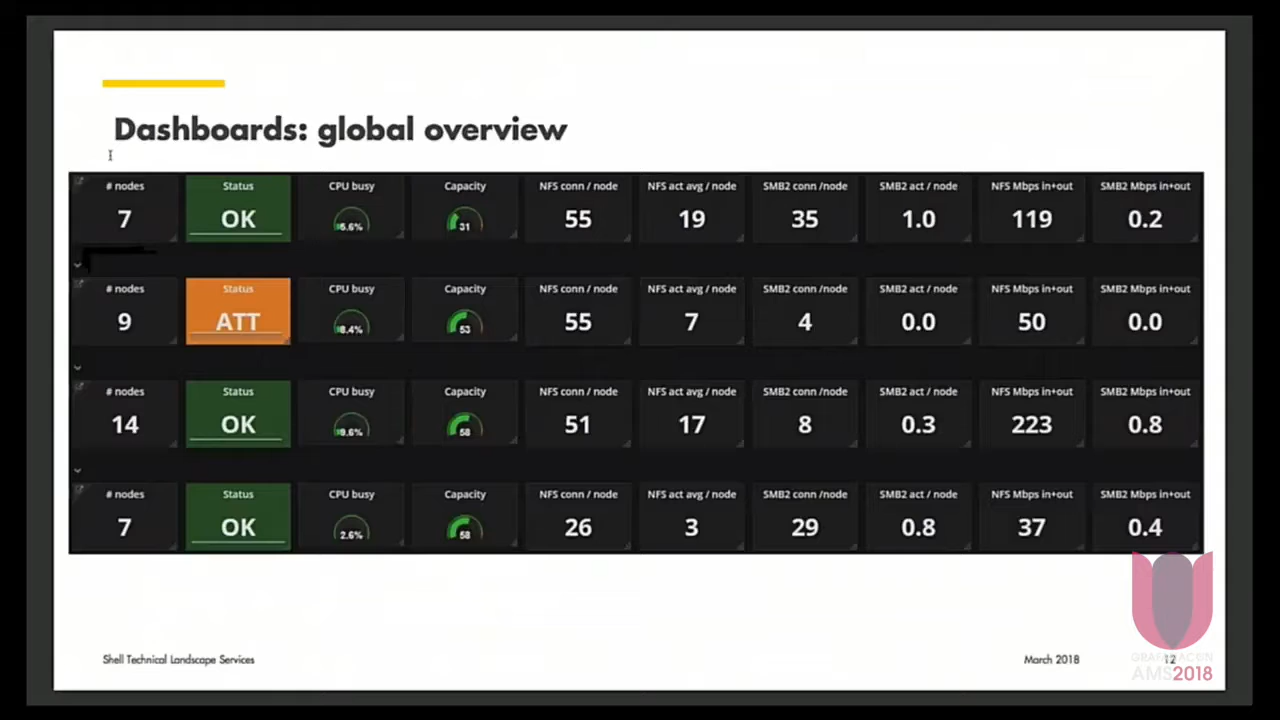 Dashboards: global overview
# nodes Status CPU busy Capacity NFS conn / node NFS act avg / node SMB2 conn /node SMB2 act / node NFS Mbps in+out SMB2 Mbps in+out
7 OK 5.6% 31 55 19 35 1.0 119 0.2
# nodes Status CPU busy Capacity NFS conn / node NFS act avg / node SMB2 conn /node SMB2 act / node NFS Mbps in+out SMB2 Mbps in+out
9 ATT 8.4% 53 55 7 4 0.0 50 0.0
# nodes Status CPU busy Capacity NFS conn / node NFS act avg / node SMB2 conn /node SMB2 act / node NFS Mbps in+out SMB2 Mbps in+out
14 OK 9.6% 58 51 17 8 0.3 223 0.8
# nodes Status CPU busy Capacity NFS conn / node NFS act avg / node SMB2 conn /node SMB2 act / node NFS Mbps in+out SMB2 Mbps in+out
7 OK 2.6% 58 26 3 29 0.8 37 0.4
Shell Technical Landscape Services March 2018 12
GRAFANACON
AMS2018